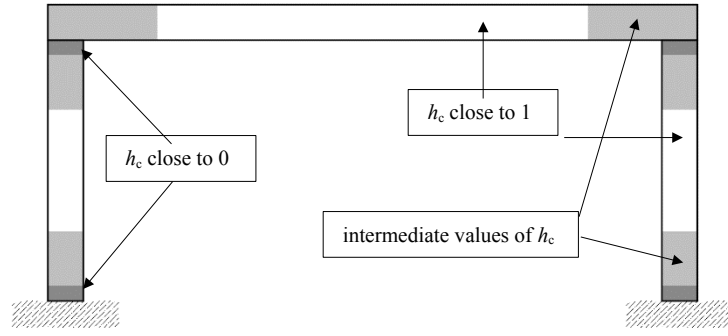 h_c close to 1
h_c close to 0
intermediate values of h_c